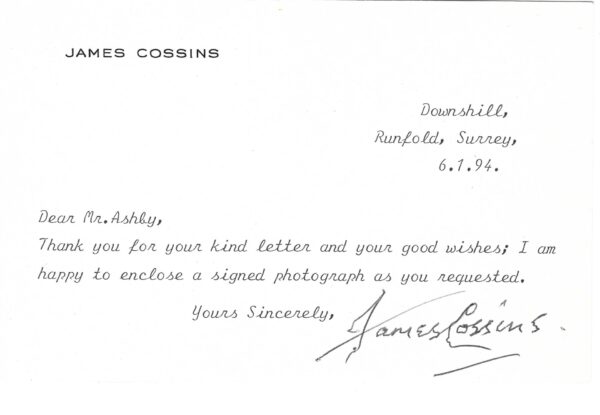 JAMES COSSINS
Downshill,
Runfold, Surrey,
6.1.94.
Dear Mr.Ashby,
Thank you for your kind letter and your good wishes; I am
happy to enclose a signed photograph as you requested.
Yours Sincerely,
James Cossins.